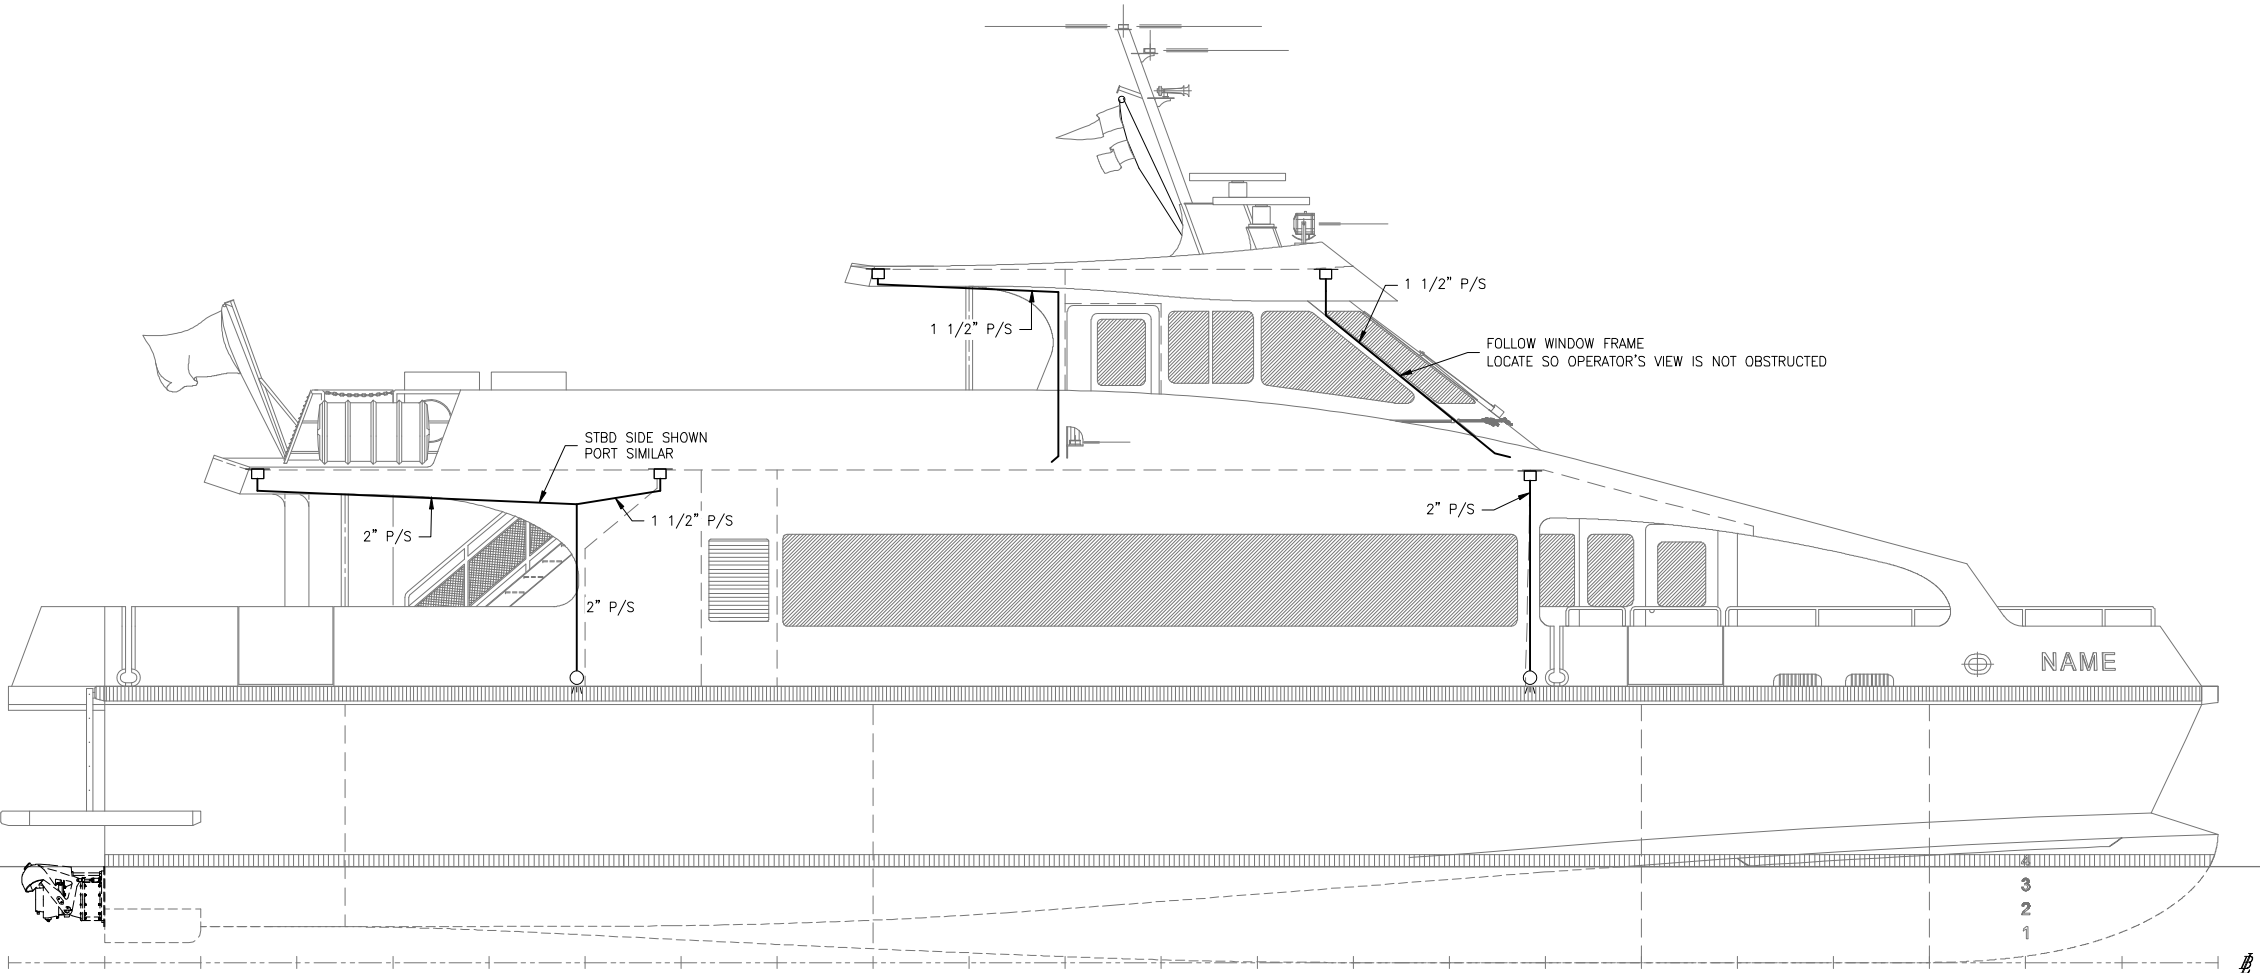 1 1/2” P/S
1 1/2” P/S
FOLLOW WINDOW FRAME
LOCATE SO OPERATOR'S VIEW IS NOT OBSTRUCTED
STBD SIDE SHOWN
PORT SIMILAR
2” P/S
1 1/2” P/S
2” P/S
2” P/S
NAME
4
3
2
1